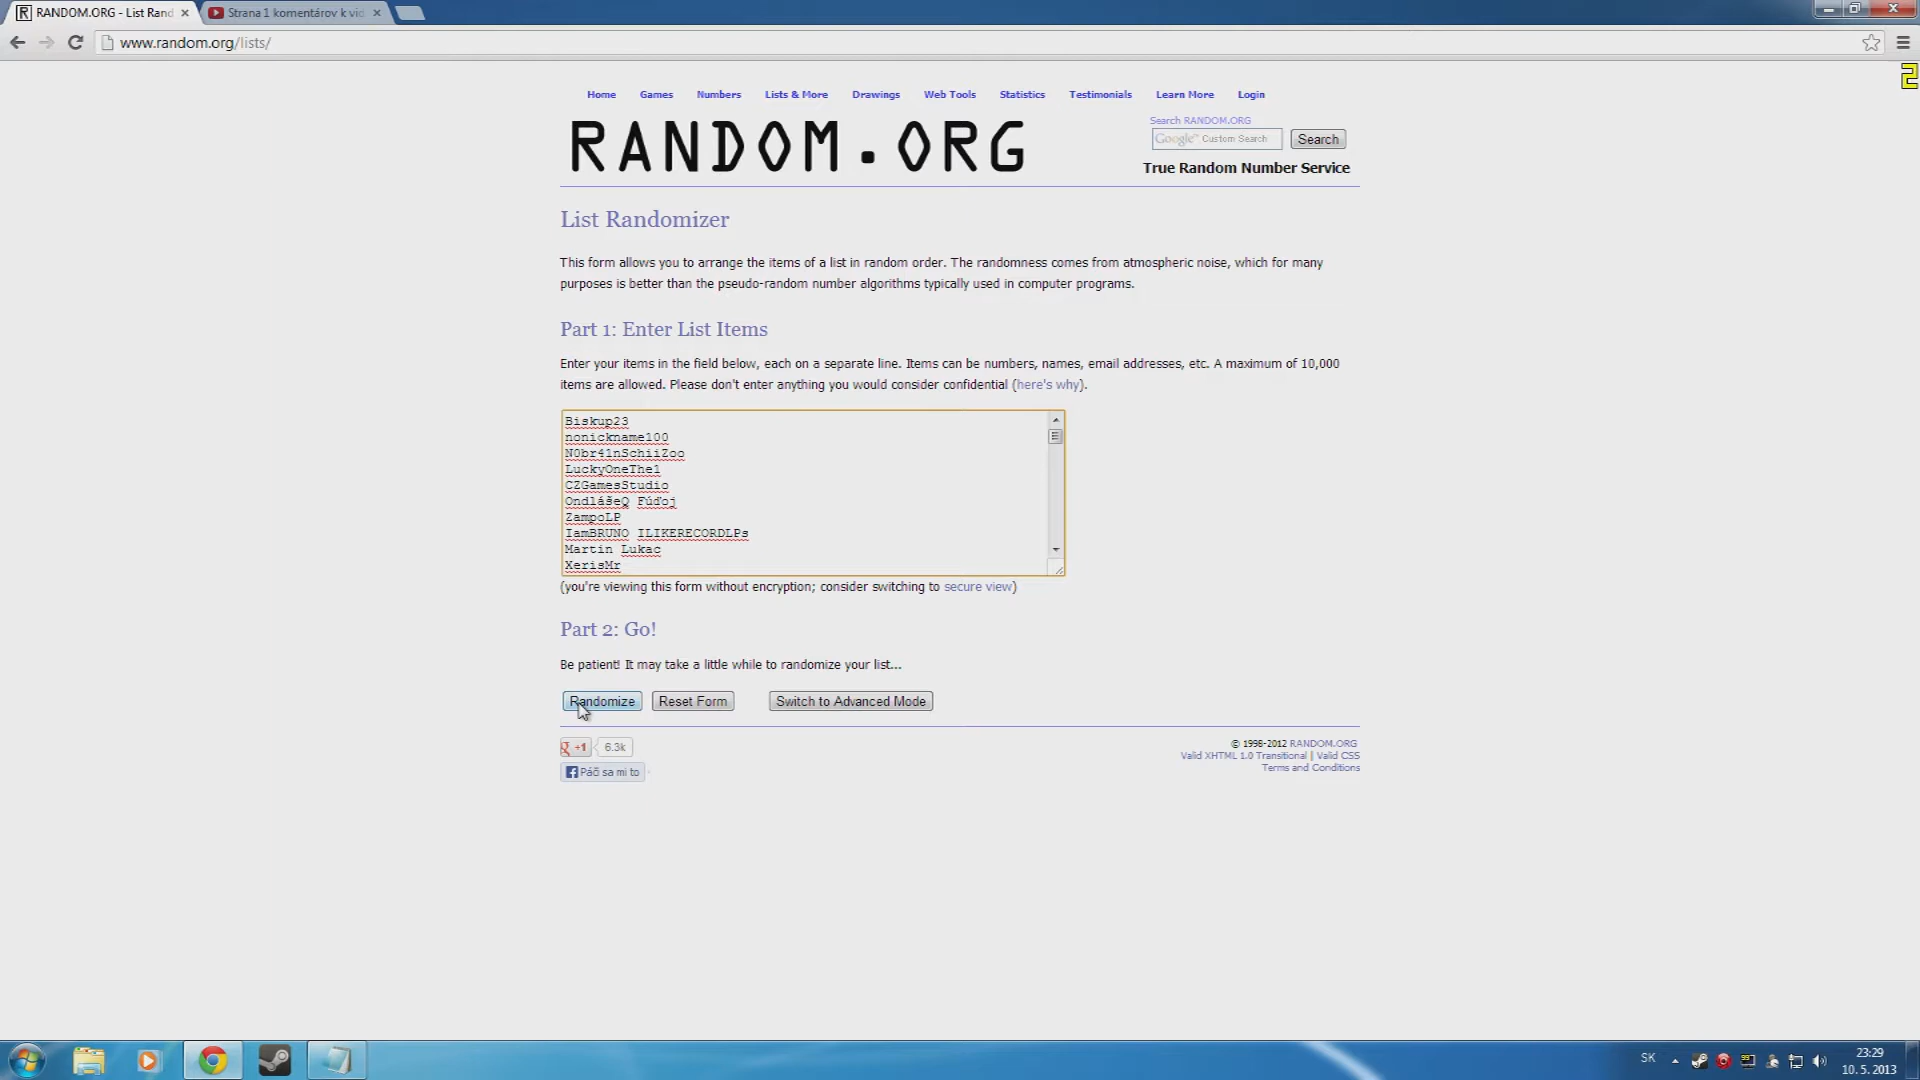 RANDOM.ORG - List Rand
Strana 1 komentárov k vid
www.random.org/lists/
2
Home Games Numbers Lists & More Drawings Web Tools Statistics Testimonials Learn More Login
RANDOM.ORG
Search RANDOM.ORG
Google™ Custom Search Search
True Random Number Service
List Randomizer
This form allows you to arrange the items of a list in random order. The randomness comes from atmospheric noise, which for many
purposes is better than the pseudo-random number algorithms typically used in computer programs.
Part 1: Enter List Items
Enter your items in the field below, each on a separate line. Items can be numbers, names, email addresses, etc. A maximum of 10,000
items are allowed. Please don't enter anything you would consider confidential (here's why).
Biskup23
nonickname100
N0br41nSchiiZoo
LuckyOneThe1
CZGamesStudio
OndlášeQ Fúďoj
ZampoLP
IamBRUNO ILIKERECORDLPs
Martin Lukac
XerisMr
(you're viewing this form without encryption; consider switching to secure view)
Part 2: Go!
Be patient! It may take a little while to randomize your list...
Randomize Reset Form Switch to Advanced Mode
g +1 6.3k
Páči sa mi to
© 1998-2012 RANDOM.ORG
Valid XHTML 1.0 Transitional | Valid CSS
Terms and Conditions
SK
99
23:29
10. 5. 2013